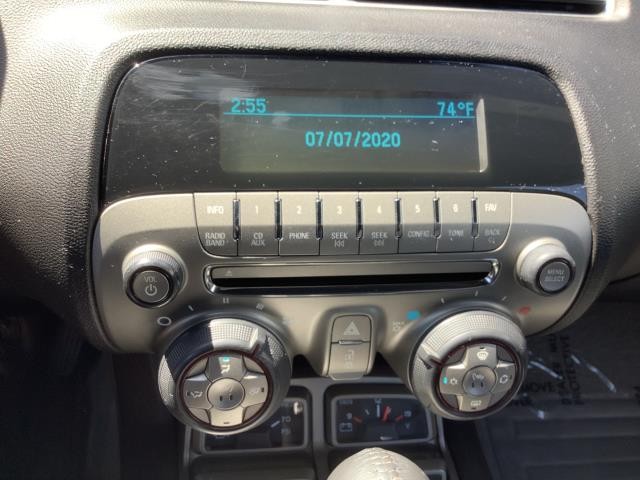 2:55 74°F
07/07/2020
INFO 1 2 3 4 5 6 FAV
RADIO BAND CD AUX PHONE SEEK SEEK CONFIG TONE BACK
VOL
MENU SELECT